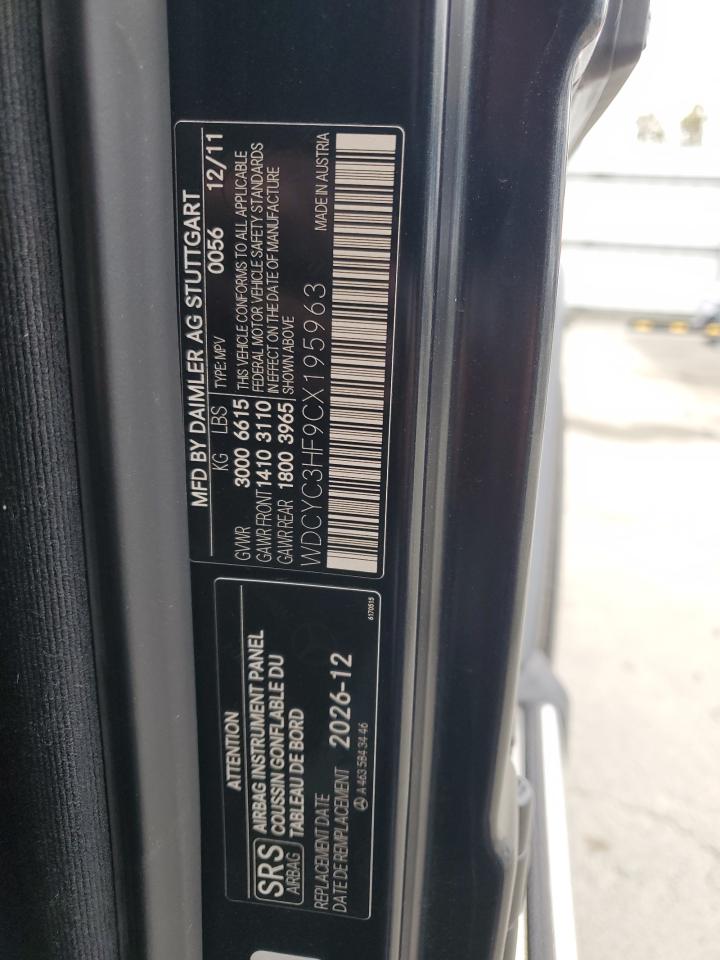 MFD BY DAIMLER AG STUTTGART
KG LBS TYPE: MPV 0056 12/11
GVWR 3000 6615 THIS VEHICLE CONFORMS TO ALL APPLICABLE
GAWR FRONT 1410 3110 FEDERAL MOTOR VEHICLE SAFETY STANDARDS
IN EFFECT ON THE DATE OF MANUFACTURE
GAWR REAR 1800 3965 SHOWN ABOVE MADE IN AUSTRIA
WDCYC3HF9CX195963
ATTENTION
SRS AIRBAG
AIRBAG INSTRUMENT PANEL
COUSSIN GONFLABLE DU
TABLEAU DE BORD
REPLACEMENT DATE
DATE DE REMPLACEMENT 2026-12
A 463 584 34 46
6170515